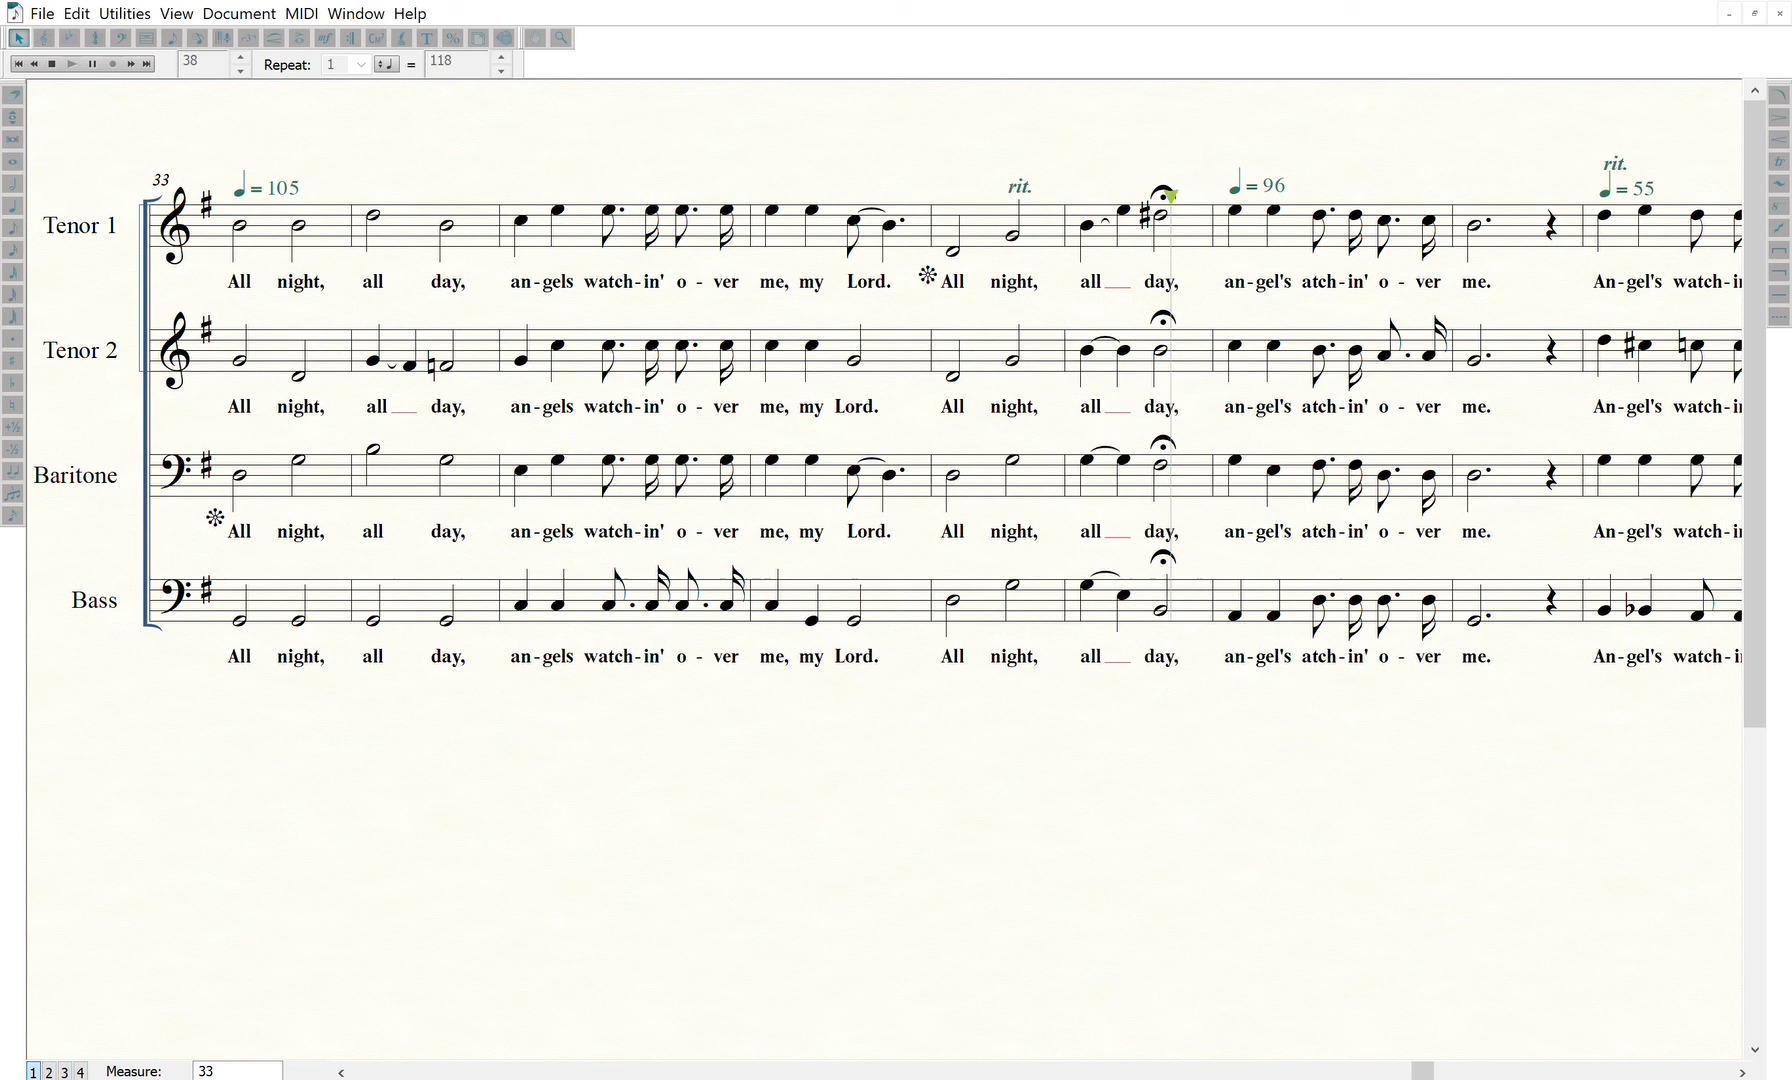 File Edit Utilities View Document MIDI Window Help
38 Repeat: 1 = 118
33 = 105 rit. = 96 rit. = 55
Tenor 1
All night, all day, an-gels watch-in' o - ver me, my Lord. All night, all day, an-gel's atch-in' o - ver me. An-gel's watch-i
Tenor 2
All night, all day, an-gels watch-in' o - ver me, my Lord. All night, all day, an-gel's atch-in' o - ver me. An-gel's watch-i
Baritone
All night, all day, an-gels watch-in' o - ver me, my Lord. All night, all day, an-gel's atch-in' o - ver me. An-gel's watch-i
Bass
All night, all day, an-gels watch-in' o - ver me, my Lord. All night, all day, an-gel's atch-in' o - ver me. An-gel's watch-i
1 2 3 4 Measure: 33